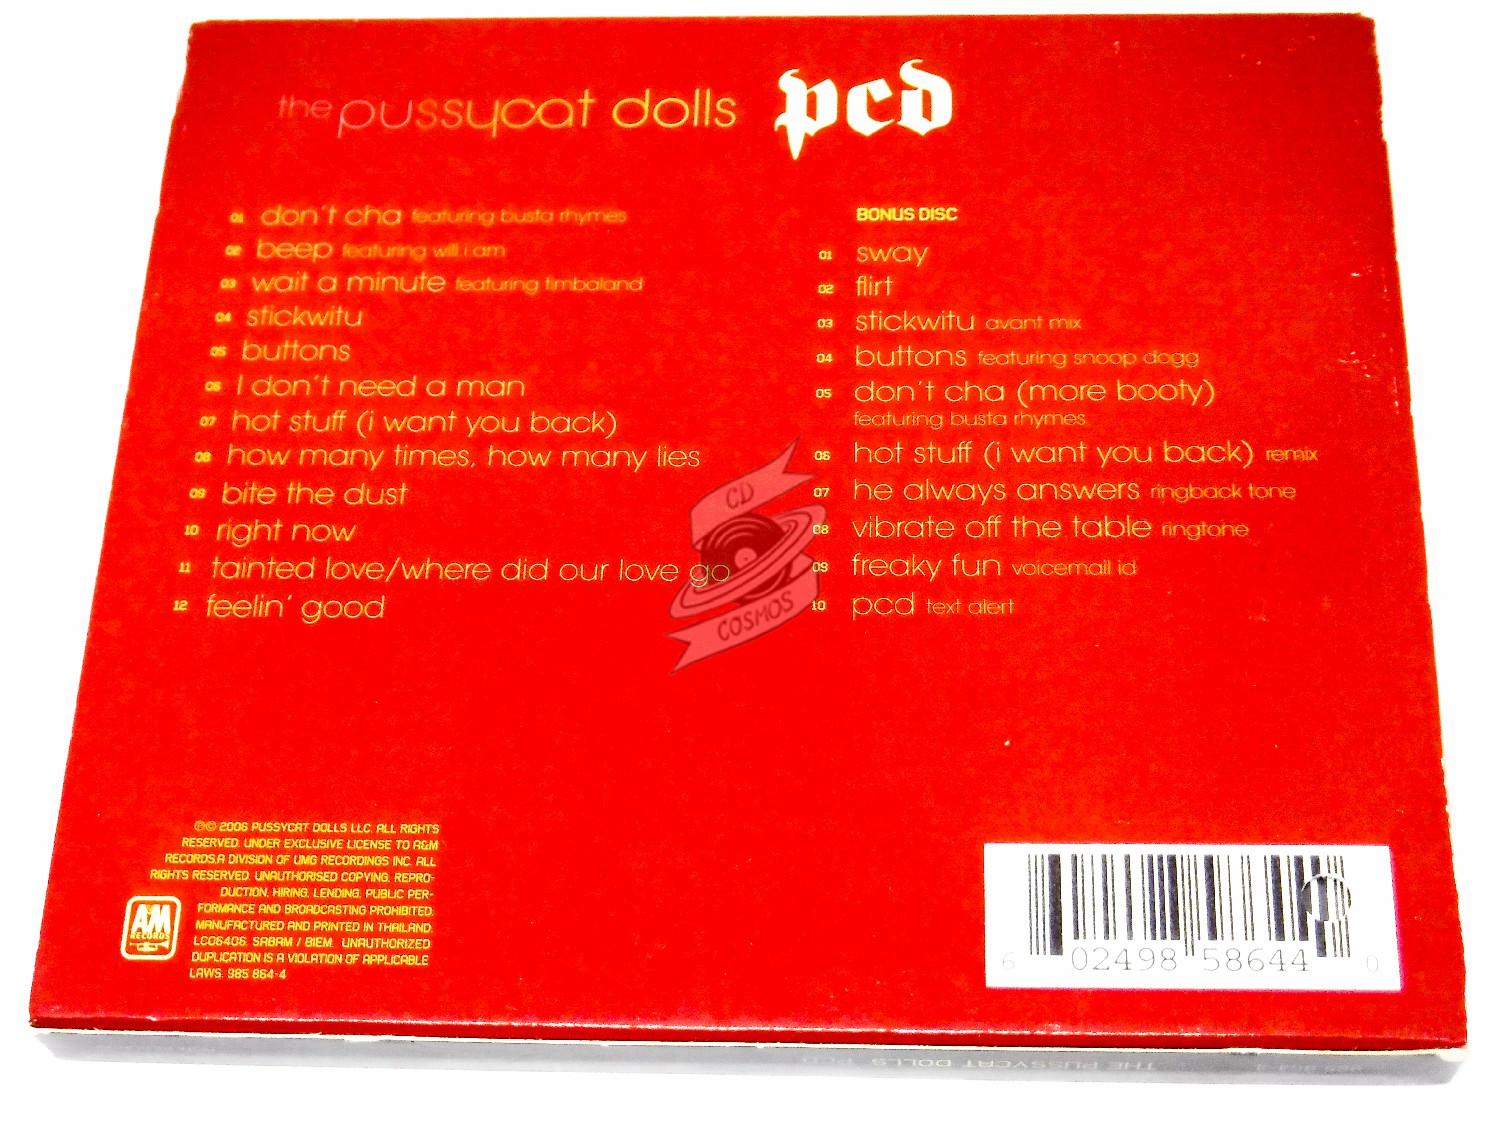 the pussycat dolls pcd
01 don't cha featuring busta rhymes
02 beep featuring will.i.am
03 wait a minute featuring timbaland
04 stickwitu
05 buttons
06 I don't need a man
07 hot stuff (i want you back)
08 how many times, how many lies
09 bite the dust
10 right now
11 tainted love/where did our love go
12 feelin' good
BONUS DISC
01 sway
02 flirt
03 stickwitu avant mix
04 buttons featuring snoop dogg
05 don't cha (more booty)
featuring busta rhymes
06 hot stuff (i want you back) remix
07 he always answers ringback tone
08 vibrate off the table ringtone
09 freaky fun voicemail id
10 pcd text alert
CD
COSMOS
℗© 2006 PUSSYCAT DOLLS LLC. ALL RIGHTS
RESERVED. UNDER EXCLUSIVE LICENSE TO A&M
RECORDS,A DIVISION OF UMG RECORDINGS INC. ALL
RIGHTS RESERVED. UNAUTHORISED COPYING, REPRO-
DUCTION, HIRING, LENDING, PUBLIC PER-
FORMANCE AND BROADCASTING PROHIBITED.
MANUFACTURED AND PRINTED IN THAILAND.
LC06406. SABAM / BIEM. UNAUTHORIZED
DUPLICATION IS A VIOLATION OF APPLICABLE
LAWS. 985 864-4
A&M
RECORDS
6 02498 58644 0
THE PUSSYCAT DOLLS PCD 985 864-4